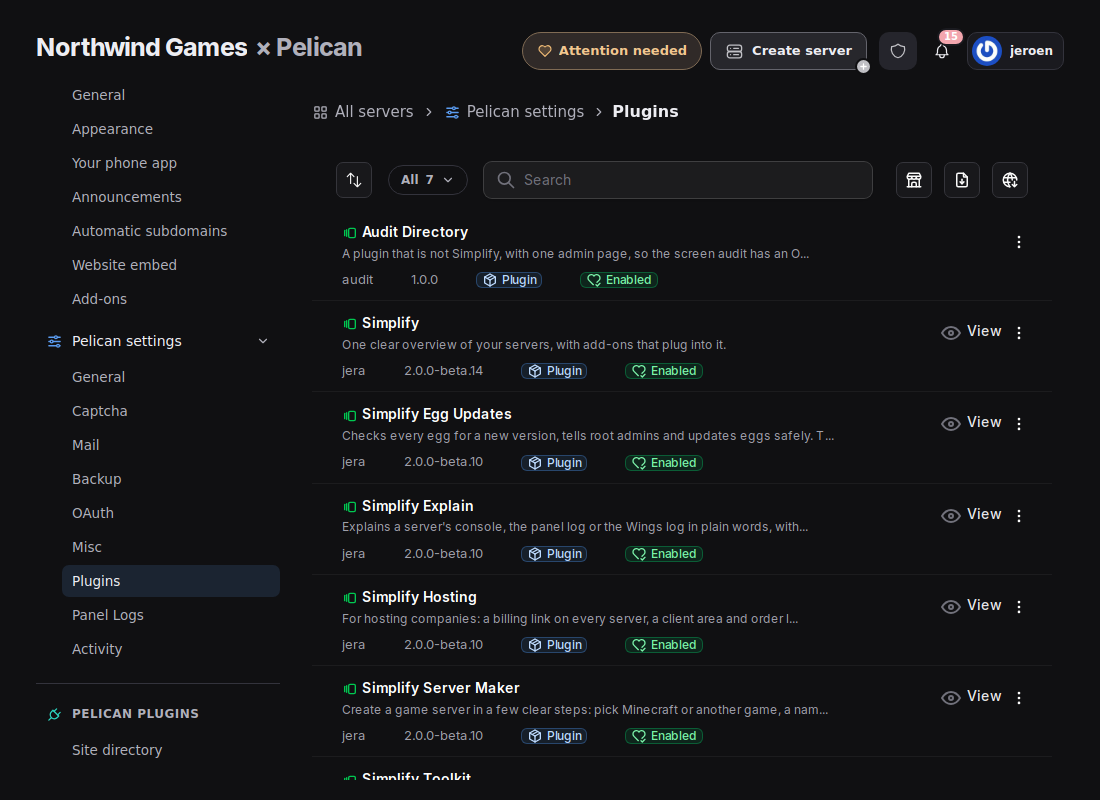 Northwind Games × Pelican
Attention needed
Create server
15
jeroen
General
Appearance
Your phone app
Announcements
Automatic subdomains
Website embed
Add-ons
Pelican settings
General
Captcha
Mail
Backup
OAuth
Misc
Plugins
Panel Logs
Activity
PELICAN PLUGINS
Site directory
All servers > Pelican settings > Plugins
All 7
Search
Audit Directory
A plugin that is not Simplify, with one admin page, so the screen audit has an O...
audit 1.0.0 Plugin Enabled
Simplify
View
One clear overview of your servers, with add-ons that plug into it.
jera 2.0.0-beta.14 Plugin Enabled
Simplify Egg Updates
View
Checks every egg for a new version, tells root admins and updates eggs safely. T...
jera 2.0.0-beta.10 Plugin Enabled
Simplify Explain
View
Explains a server's console, the panel log or the Wings log in plain words, with...
jera 2.0.0-beta.10 Plugin Enabled
Simplify Hosting
View
For hosting companies: a billing link on every server, a client area and order l...
jera 2.0.0-beta.10 Plugin Enabled
Simplify Server Maker
View
Create a game server in a few clear steps: pick Minecraft or another game, a nam...
jera 2.0.0-beta.10 Plugin Enabled
Simplify Toolkit